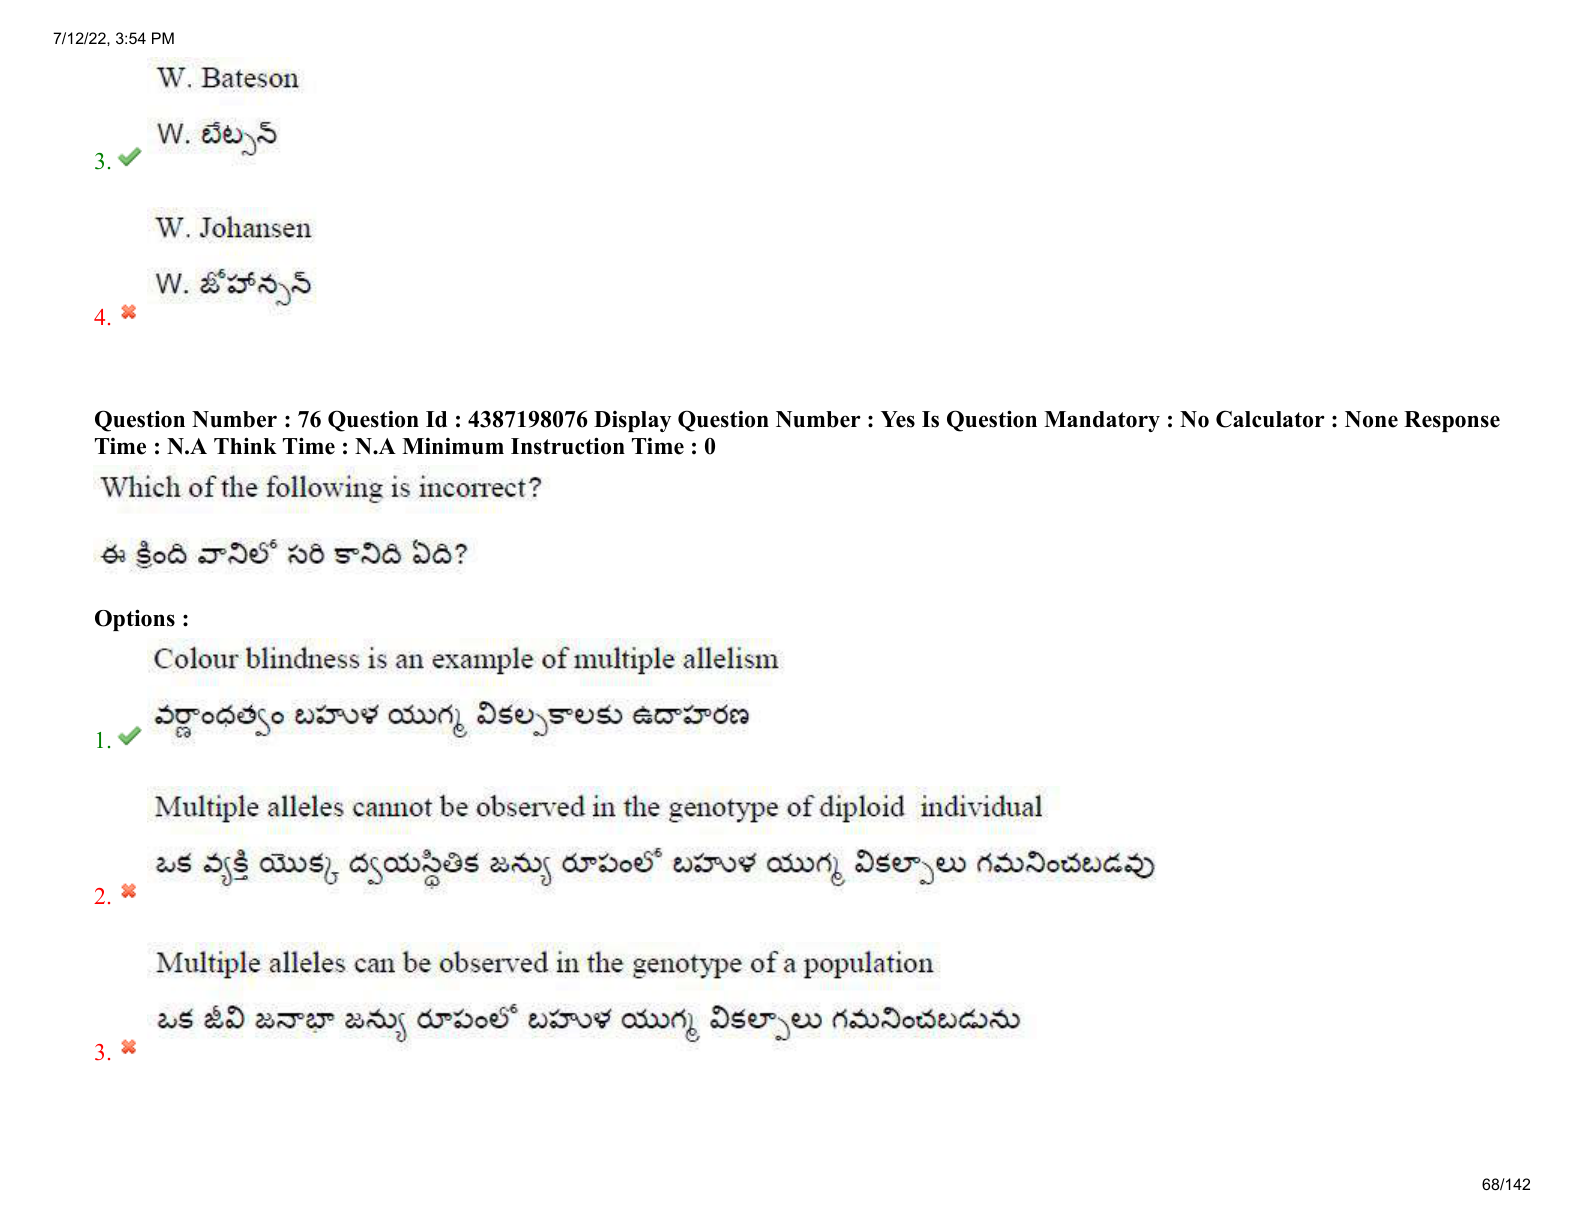 7/12/22, 3:54 PM
W. Bateson
W. బేట్సన్
3.
W. Johansen
W. జోహాన్సన్
4.
Question Number : 76 Question Id : 4387198076 Display Question Number : Yes Is Question Mandatory : No Calculator : None Response
Time : N.A Think Time : N.A Minimum Instruction Time : 0
Which of the following is incorrect?
ఈ క్రింది వానిలో సరి కానిది ఏది?
Options :
Colour blindness is an example of multiple allelism
వర్ణాంధత్వం బహుళ యుగ్మ వికల్పకాలకు ఉదాహరణ
1.
Multiple alleles cannot be observed in the genotype of diploid individual
ఒక వ్యక్తి యొక్క ద్వయస్థితిక జన్యు రూపంలో బహుళ యుగ్మ వికల్పాలు గమనించబడవు
2.
Multiple alleles can be observed in the genotype of a population
ఒక జీవి జనాభా జన్యు రూపంలో బహుళ యుగ్మ వికల్పాలు గమనించబడును
3.
68/142